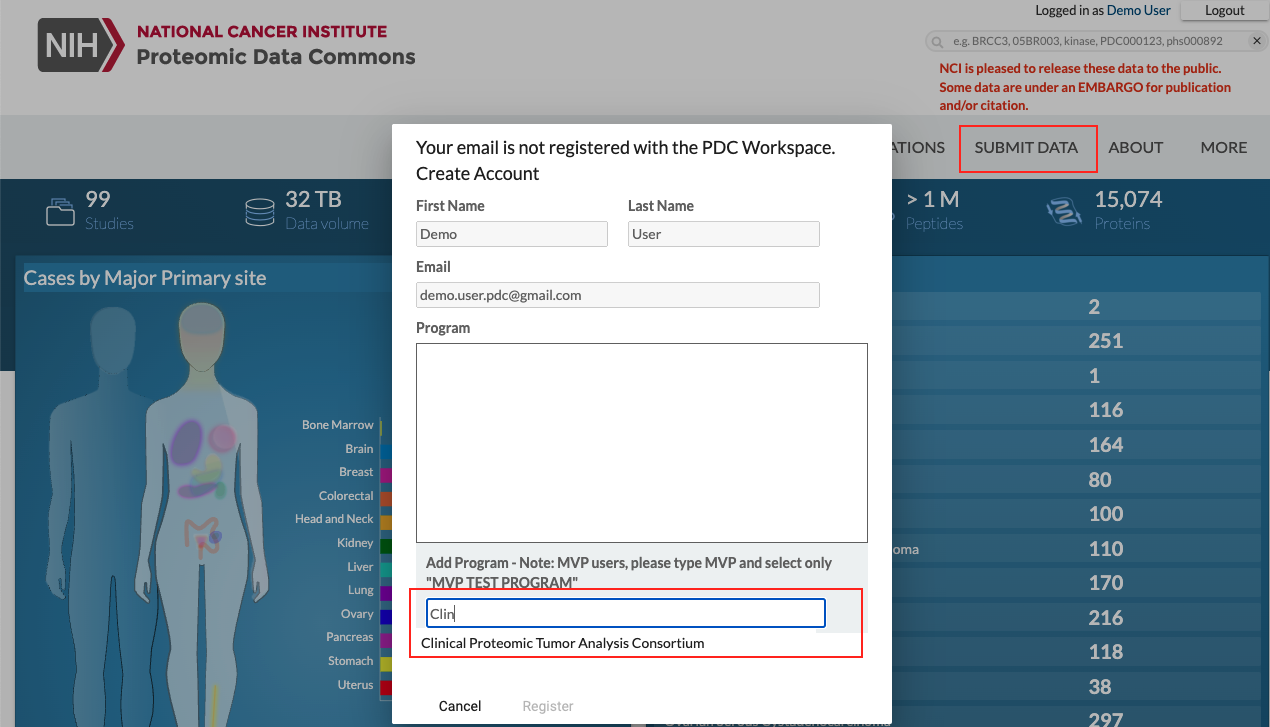 Logged in as Demo User
Logout
NIH
NATIONAL CANCER INSTITUTE
Proteomic Data Commons
e.g. BRCC3, 05BR003, kinase, PDC000123, phs000892
NCI is pleased to release these data to the public.
Some data are under an EMBARGO for publication
and/or citation.
ATIONS
SUBMIT DATA
ABOUT
MORE
99
Studies
32 TB
Data volume
> 1 M
Peptides
15,074
Proteins
Cases by Major Primary site
Bone Marrow
Brain
Breast
Colorectal
Head and Neck
Kidney
Liver
Lung
Ovary
Pancreas
Stomach
Uterus
Your email is not registered with the PDC Workspace.
Create Account
First Name
Last Name
Demo
User
Email
demo.user.pdc@gmail.com
Program
Add Program - Note: MVP users, please type MVP and select only
"MVP TEST PROGRAM"
Clin
Clinical Proteomic Tumor Analysis Consortium
Cancel
Register
2
251
1
116
164
80
100
oma
110
170
216
118
38
297